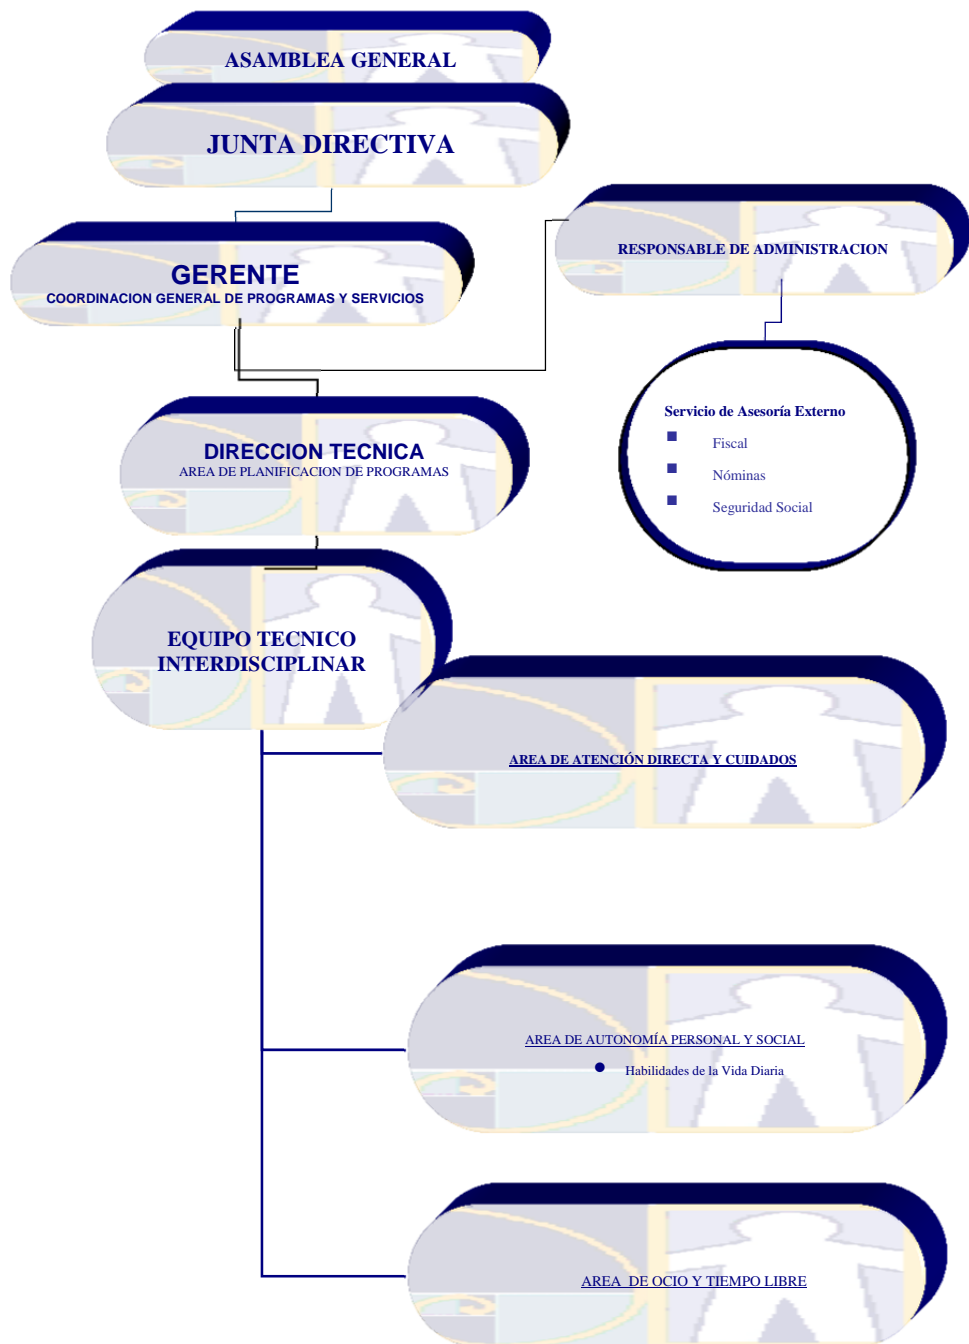 ASAMBLEA GENERAL
JUNTA DIRECTIVA
GERENTE
COORDINACION GENERAL DE PROGRAMAS Y SERVICIOS
RESPONSABLE DE ADMINISTRACION
Servicio de Asesoría Externo
Fiscal
Nóminas
Seguridad Social
DIRECCION TECNICA
AREA DE PLANIFICACION DE PROGRAMAS
EQUIPO TECNICO
INTERDISCIPLINAR
AREA DE ATENCIÓN DIRECTA Y CUIDADOS
AREA DE AUTONOMÍA PERSONAL Y SOCIAL
Habilidades de la Vida Diaria
AREA DE OCIO Y TIEMPO LIBRE